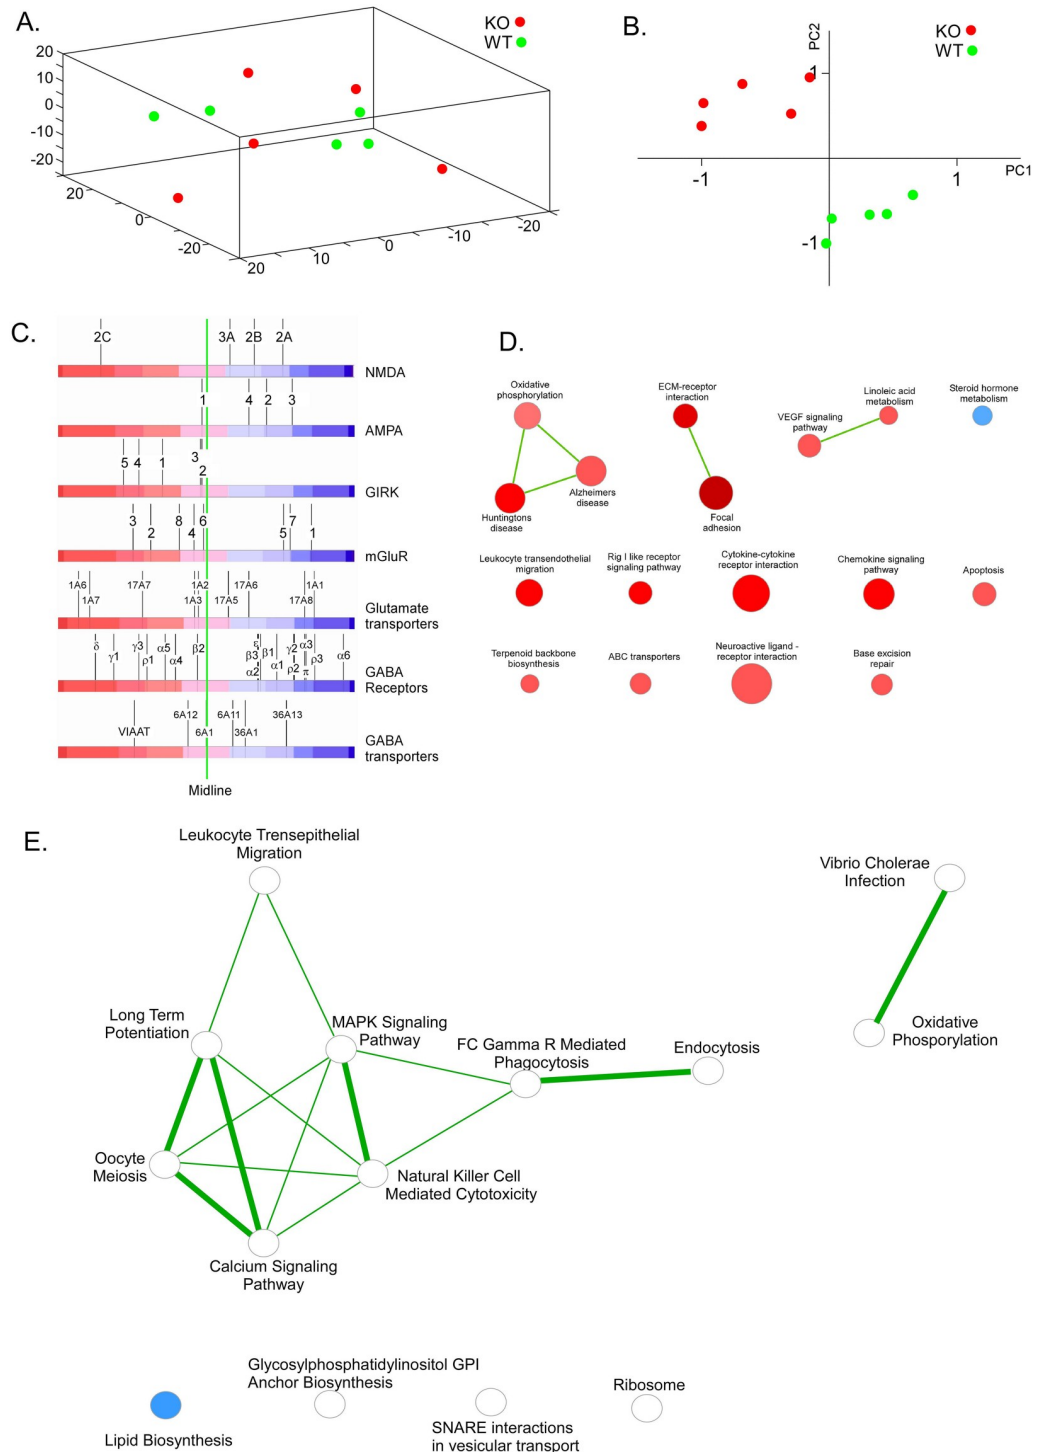 A.
KO
WT
20
10
0
-10
-20
20
0
-20
20
10
0
-10
-20
B.
KO
WT
PC2
1
-1
1
PC1
-1
C.
2C 3A 2B 2A
NMDA
1 4 2 3
AMPA
5 4 1 3 2
GIRK
3 2 8 4 6 5 7 1
mGluR
1A6 1A7 17A7 1A3 1A2 17A5 17A6 17A8 1A1
Glutamate
transporters
δ γ1 γ3 ρ1 α5 α4 β2 ε β3 α2 β1 α1 γ2 ρ2 α3 π ρ3 α6
GABA
Receptors
VIAAT 6A12 6A1 6A11 36A1 36A13
GABA
transporters
Midline
D.
Oxidative
phosphorylation
Alzheimers
disease
Huntingtons
disease
ECM-receptor
interaction
Focal
adhesion
Linoleic acid
metabolism
VEGF signaling
pathway
Steroid hormone
metabolism
Leukocyte transendothelial
migration
Rig I like receptor
signaling pathway
Cytokine-cytokine
receptor interaction
Chemokine signaling
pathway
Apoptosis
Terpenoid backbone
biosynthesis
ABC transporters
Neuroactive ligand -
receptor interaction
Base excision
repair
E.
Leukocyte Trensepithelial
Migration
Vibrio Cholerae
Infection
Long Term
Potentiation
MAPK Signaling
Pathway
FC Gamma R Mediated
Phagocytosis
Endocytosis
Oxidative
Phosporylation
Oocyte
Meiosis
Natural Killer Cell
Mediated Cytotoxicity
Calcium Signaling
Pathway
Lipid Biosynthesis
Glycosylphosphatidylinositol GPI
Anchor Biosynthesis
SNARE interactions
in vesicular transport
Ribosome